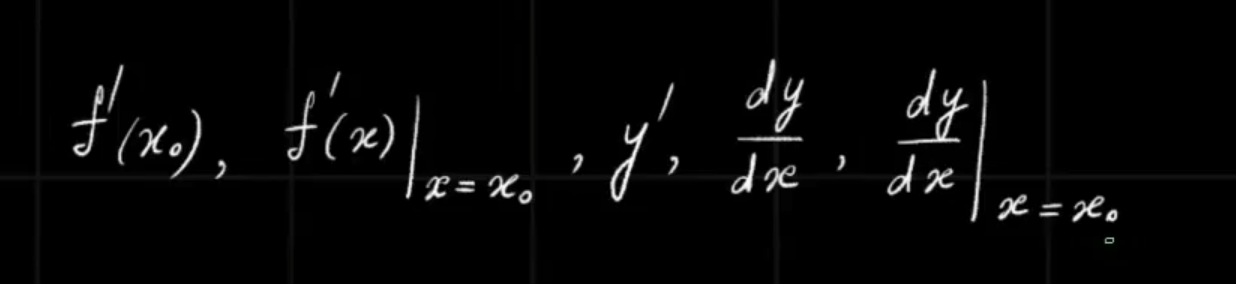 f'(x₀), f'(x)|ₓ₌ₓ₀, y', dy/dx, dy/dx|ₓ₌ₓ₀